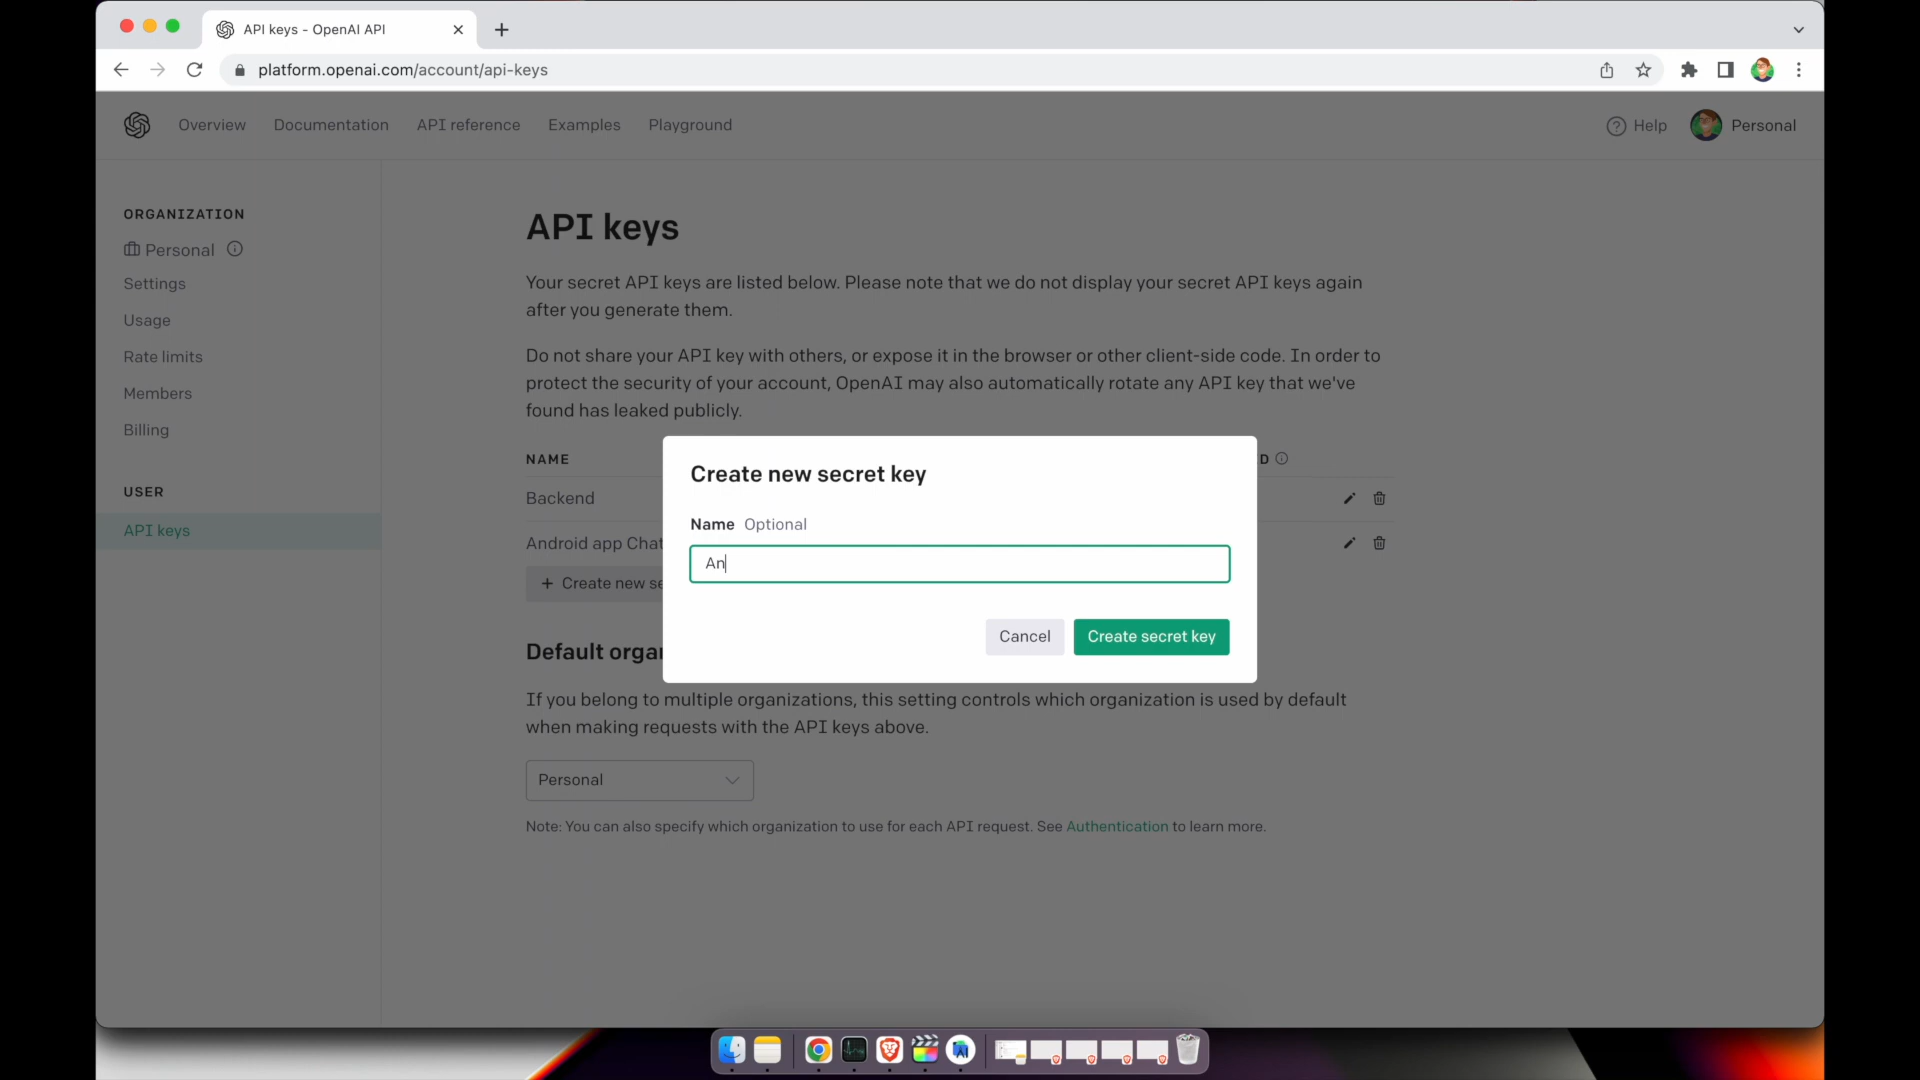 API keys - OpenAI API
platform.openai.com/account/api-keys
Overview Documentation API reference Examples Playground Help Personal
ORGANIZATION
Personal
Settings
Usage
Rate limits
Members
Billing
USER
API keys
API keys
Your secret API keys are listed below. Please note that we do not display your secret API keys again
after you generate them.
Do not share your API key with others, or expose it in the browser or other client-side code. In order to
protect the security of your account, OpenAI may also automatically rotate any API key that we've
found has leaked publicly.
NAME D
Backend
Android app Chat
+ Create new se
Create new secret key
Name Optional
An
Cancel Create secret key
Default orga
If you belong to multiple organizations, this setting controls which organization is used by default
when making requests with the API keys above.
Personal
Note: You can also specify which organization to use for each API request. See Authentication to learn more.